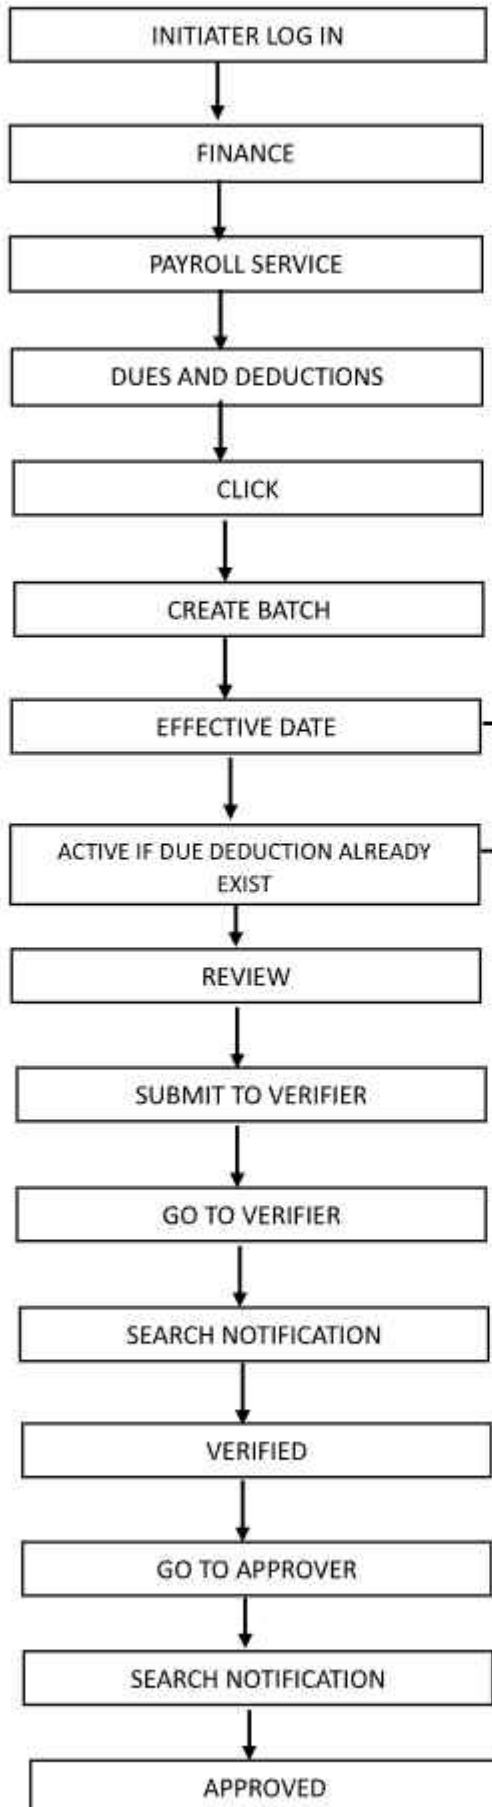 INITIATER LOG IN
FINANCE
PAYROLL SERVICE
DUES AND DEDUCTIONS
CLICK
CREATE BATCH
EFFECTIVE DATE
ACTIVE IF DUE DEDUCTION ALREADY
EXIST
REVIEW
SUBMIT TO VERIFIER
GO TO VERIFIER
SEARCH NOTIFICATION
VERIFIED
GO TO APPROVER
SEARCH NOTIFICATION
APPROVED